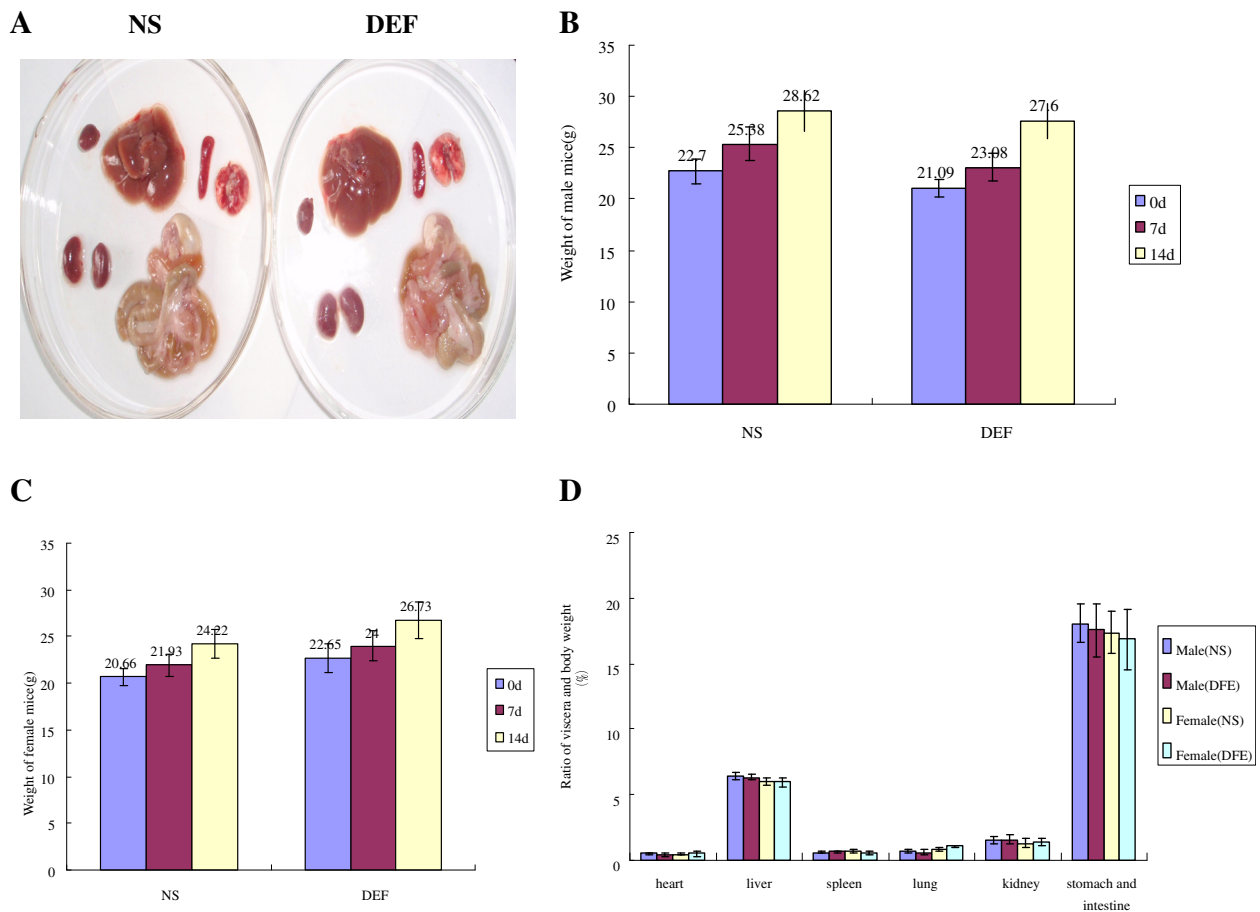 A NS DEF
B
Weight of male mice(g)
35
30
25
20
15
10
5
0
22.7
25.38
28.62
21.09
23.08
27.6
NS DEF
0d
7d
14d
C
Weight of female mice(g)
35
30
25
20
15
10
5
0
20.66
21.93
24.22
22.65
24
26.73
NS DEF
0d
7d
14d
D
Ratio of viscera and body weight
(%)
25
20
15
10
5
0
heart liver spleen lung kidney stomach and
intestine
Male(NS)
Male(DFE)
Female(NS)
Female(DFE)